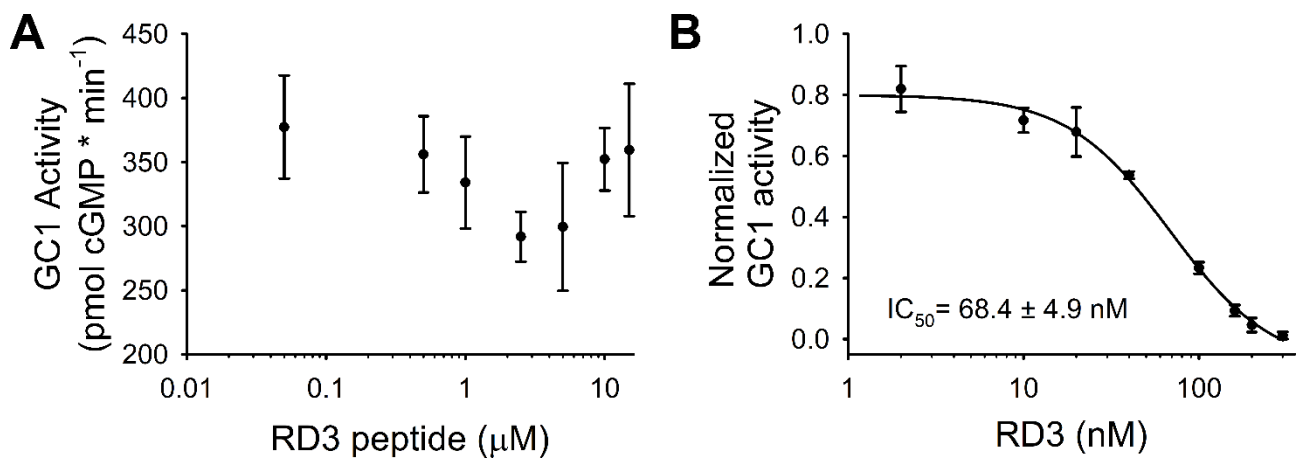 A
GC1 Activity
(pmol cGMP * min⁻¹)
450
400
350
300
250
200
0.01
0.1
1
10
RD3 peptide (μM)
B
Normalized
GC1 activity
1.0
0.8
0.6
0.4
0.2
0.0
IC₅₀= 68.4 ± 4.9 nM
1
10
100
RD3 (nM)